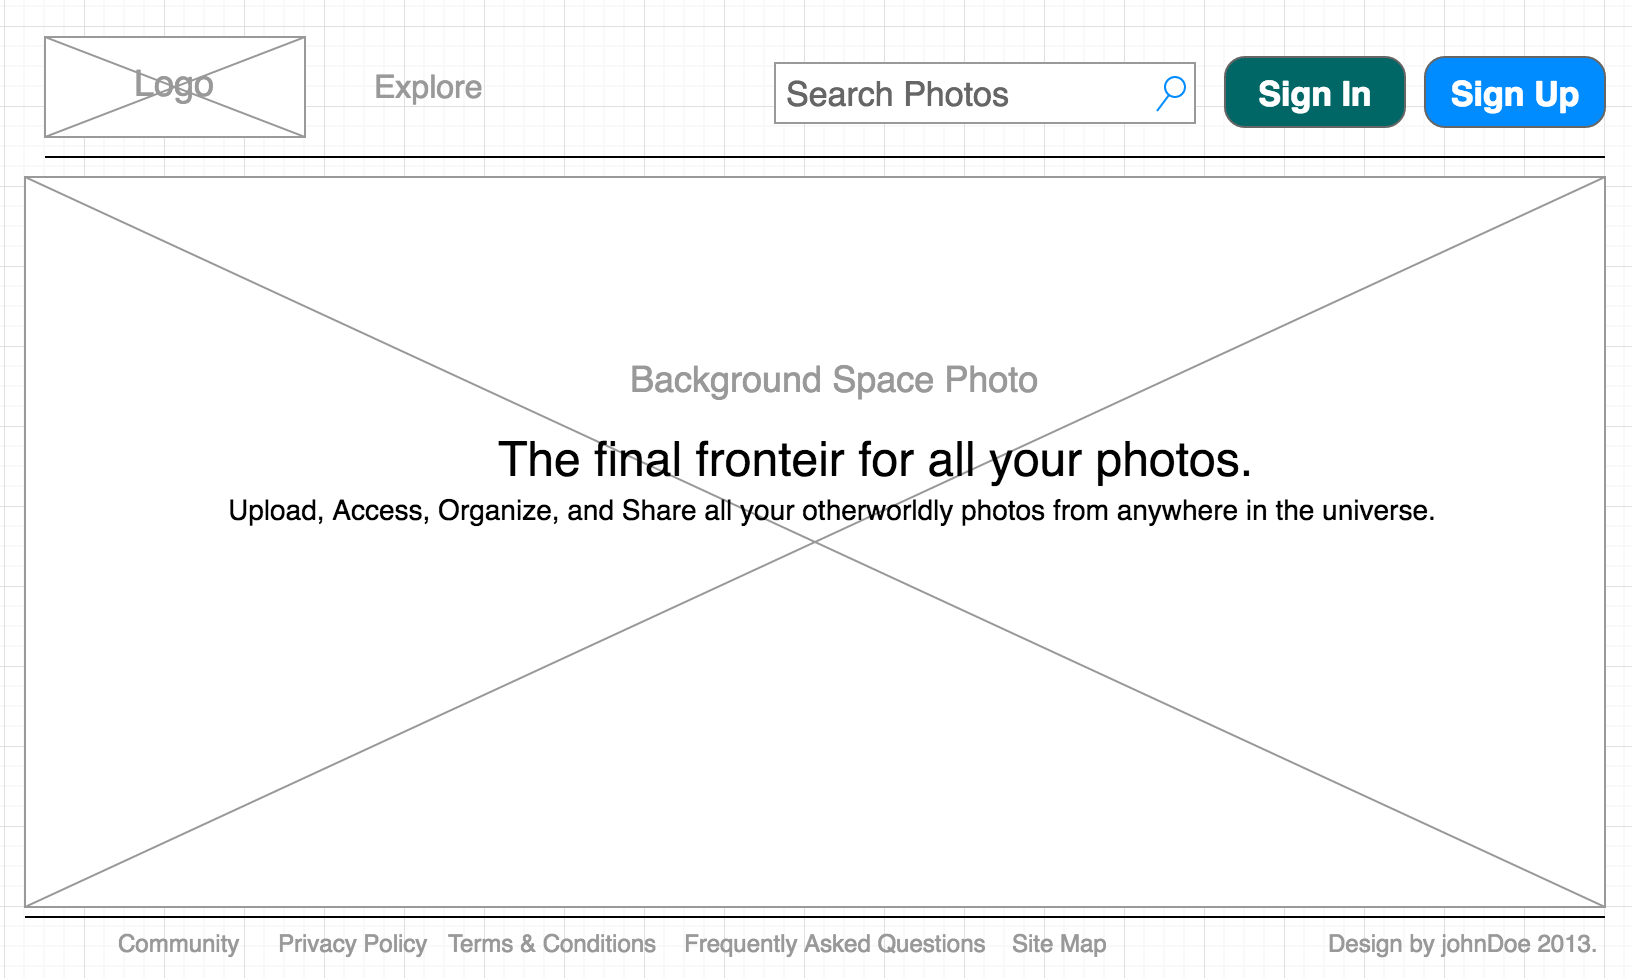 Logo
Explore
Search Photos
Sign In
Sign Up
Background Space Photo
The final fronteir for all your photos.
Upload, Access, Organize, and Share all your otherworldly photos from anywhere in the universe.
Community Privacy Policy Terms & Conditions Frequently Asked Questions Site Map Design by johnDoe 2013.